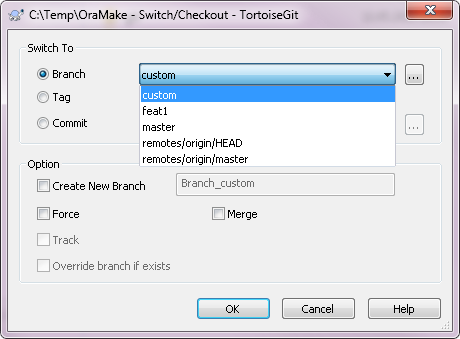 C:\Temp\OraMake - Switch/Checkout - TortoiseGit
Switch To
Branch
custom
...
custom
Tag
feat1
master
Commit
...
remotes/origin/HEAD
remotes/origin/master
Option
Create New Branch
Branch_custom
Force
Merge
Track
Override branch if exists
OK
Cancel
Help